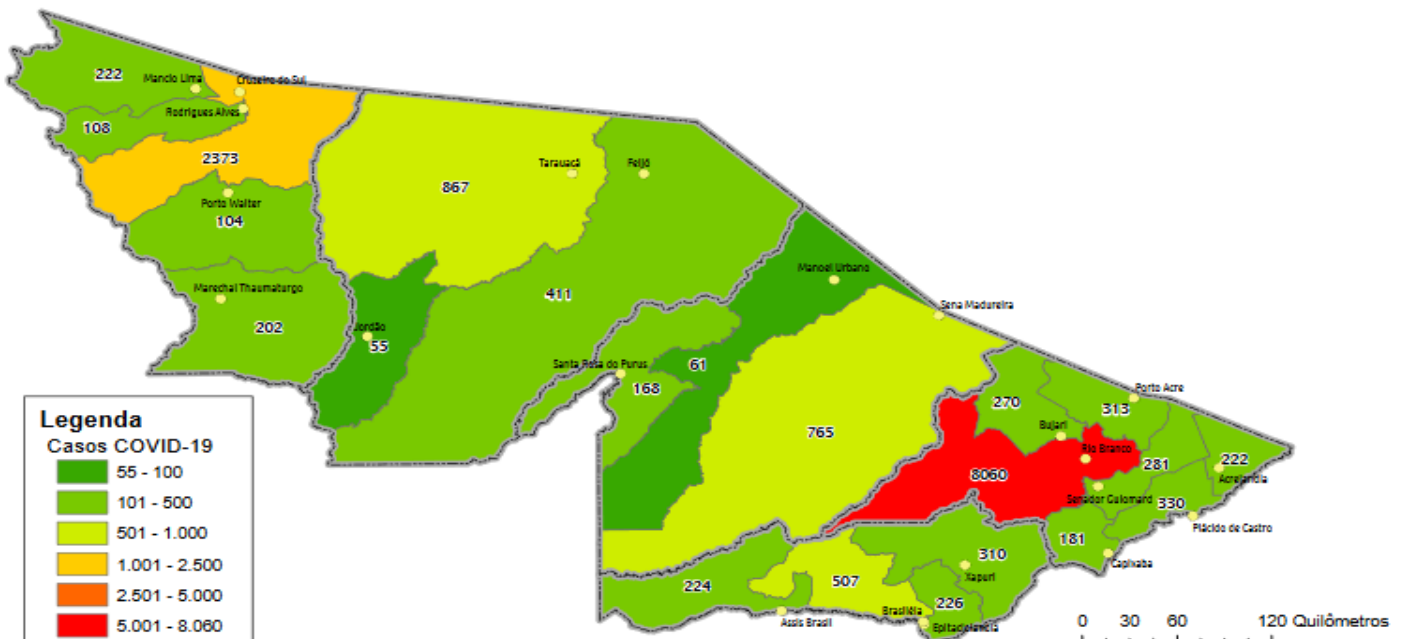 222
Mancio Lima
Cruzeiro do Sul
Rodrigues Alves
108
2373
Tarauacá
Feijó
867
Porto Walter
104
Manoel Urbano
Marechal Thaumaturgo
411
Sena Madureira
202
Jordão
55
Santa Rosa do Purus
61
168
Porto Acre
270
313
Bujari
765
Rio Branco
281
222
8060
Acrelandia
Senador Guiomard
330
Plácido de Castro
181
310
Capixaba
Xapuri
224
507
226
Brasiléia
Assis Brasil
Epitaciolancia
Legenda
Casos COVID-19
55 - 100
101 - 500
501 - 1.000
1.001 - 2.500
2.501 - 5.000
5.001 - 8.060
0 30 60 120 Quilômetros